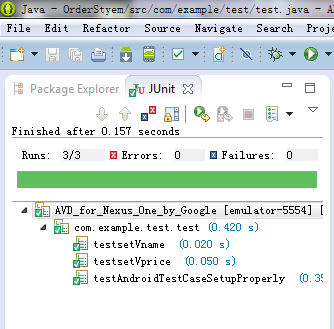 Java - OrderStyem/src/com/example/test/test.java - A
File Edit Refactor Source Navigate Search Proje
Package Explorer JUnit
Finished after 0.157 seconds
Runs: 3/3 Errors: 0 Failures: 0
AVD_for_Nexus_One_by_Google [emulator-5554] [
com.example.test.test (0.420 s)
testsetVname (0.020 s)
testsetVprice (0.050 s)
testAndroidTestCaseSetupProperly (0.35